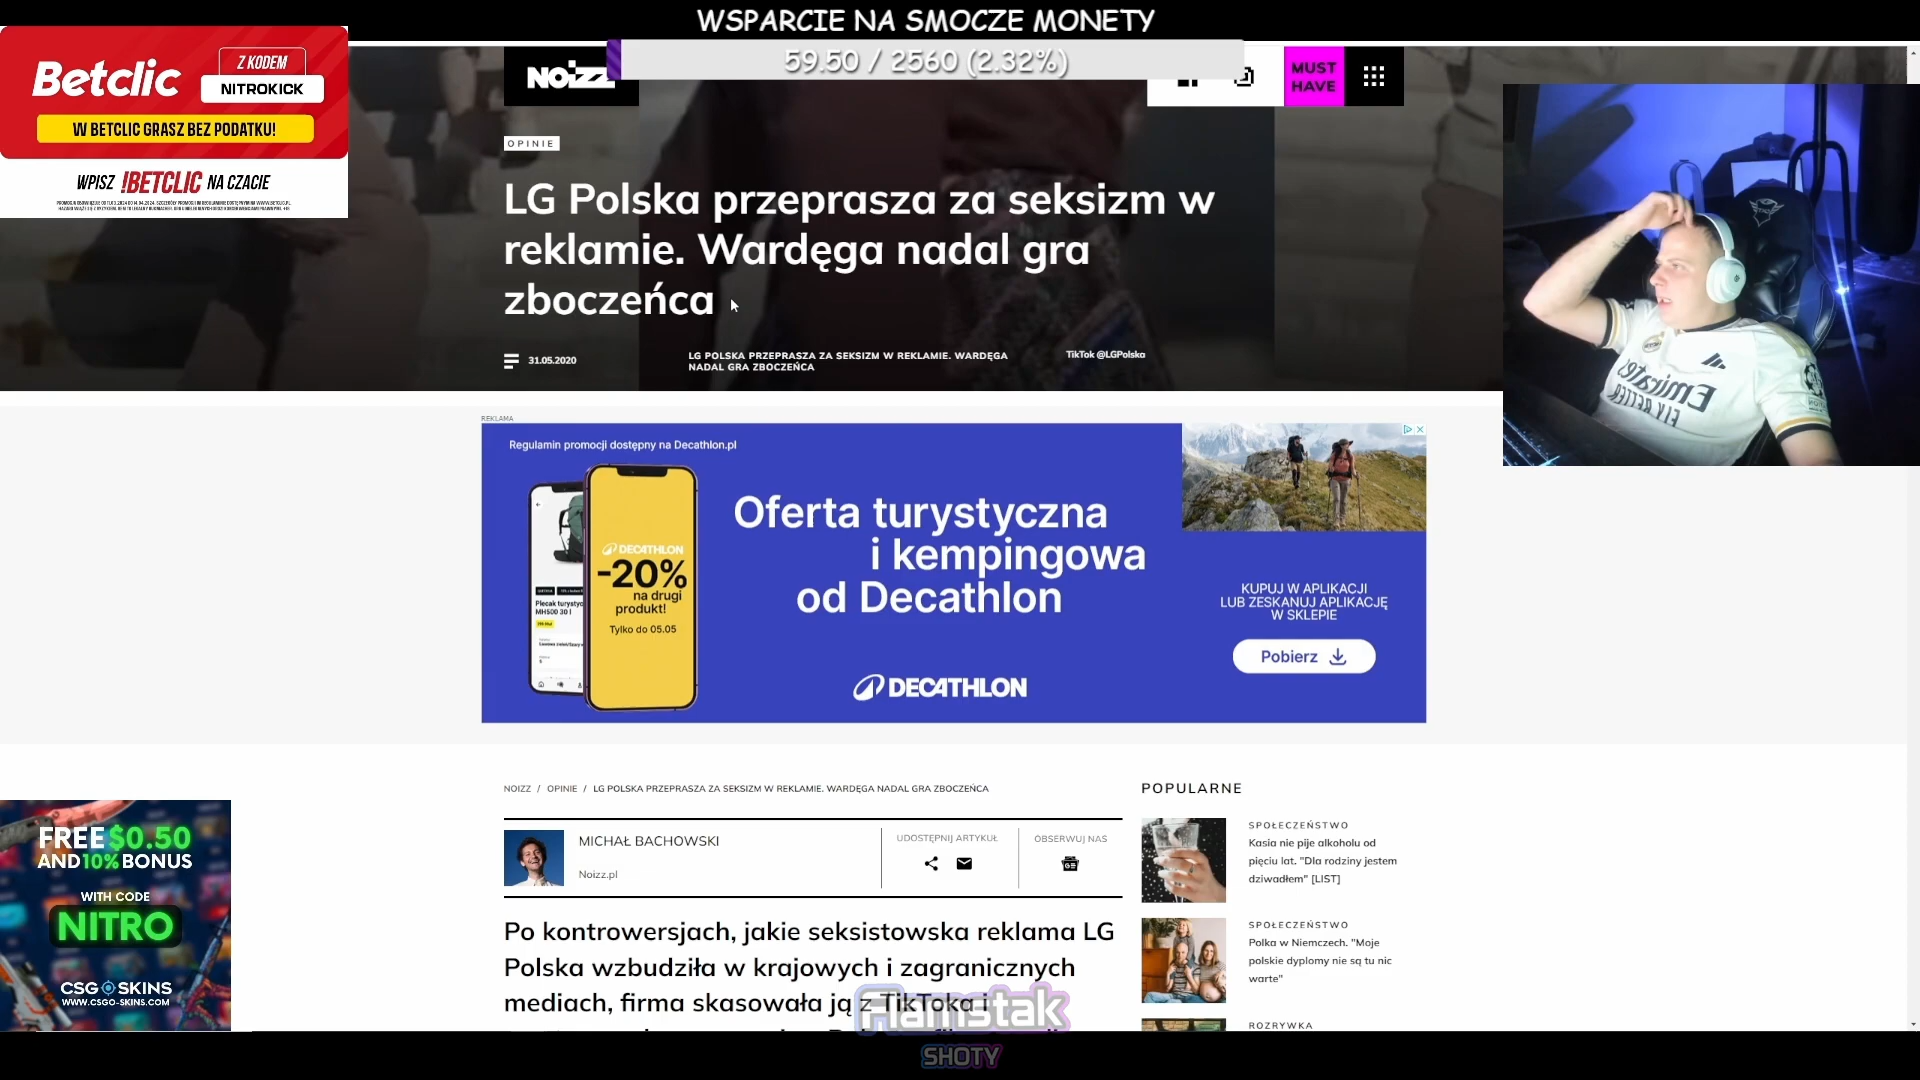 WSPARCIE NA SMOCZE MONETY
59.50 / 2560 (2.32%)
Betclic
Z KODEM
NITROKICK
W BETCLIC GRASZ BEZ PODATKU!
WPISZ !BETCLIC NA CZACIE
NOIZZ
MUST
HAVE
OPINIE
LG Polska przeprasza za seksizm w
reklamie. Wardęga nadal gra
zboczeńca
31.05.2020
LG POLSKA PRZEPRASZA ZA SEKSIZM W REKLAMIE. WARDĘGA
NADAL GRA ZBOCZEŃCA
TikTok @LGPolska
Emirates
FLY BETTER
REKLAMA
Regulamin promocji dostępny na Decathlon.pl
DECATHLON
-20%
na drugi
produkt!
Tylko do 05.05
MH500 30 l
Oferta turystyczna
i kempingowa
od Decathlon
DECATHLON
KUPUJ W APLIKACJI
LUB ZESKANUJ APLIKACJĘ
W SKLEPIE
Pobierz
NOIZZ / OPINIE / LG POLSKA PRZEPRASZA ZA SEKSIZM W REKLAMIE. WARDĘGA NADAL GRA ZBOCZEŃCA
MICHAŁ BACHOWSKI
Noizz.pl
UDOSTĘPNIJ ARTYKUŁ
OBSERWUJ NAS
Po kontrowersjach, jakie seksistowska reklama LG
Polska wzbudziła w krajowych i zagranicznych
mediach, firma skasowała ją z TikToka i
POPULARNE
SPOŁECZEŃSTWO
Kasia nie pije alkoholu od
pięciu lat. "Dla rodziny jestem
dziwadłem" [LIST]
SPOŁECZEŃSTWO
Polka w Niemczech. "Moje
polskie dyplomy nie są tu nic
warte"
ROZRYWKA
FREE $0.50
AND 10% BONUS
WITH CODE
NITRO
CSGO SKINS
WWW.CSGO-SKINS.COM
Flamstak
SHOTY